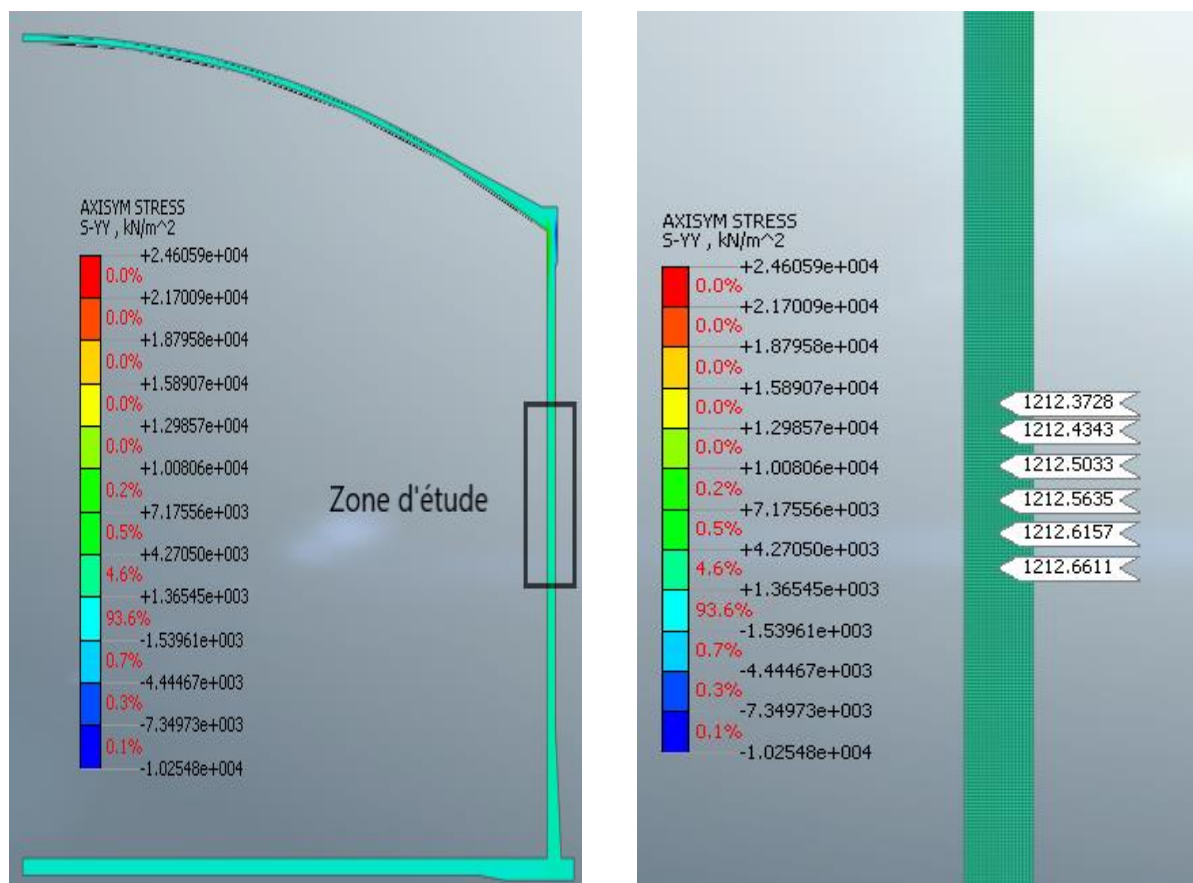 AXISYM STRESS
S-YY , kN/m^2
+2.46059e+004
0.0%
+2.17009e+004
0.0%
+1.87958e+004
0.0%
+1.58907e+004
0.0%
+1.29857e+004
0.0%
+1.00806e+004
0.2%
+7.17556e+003
0.5%
+4.27050e+003
4.6%
+1.36545e+003
93.6%
-1.53961e+003
0.7%
-4.44467e+003
0.3%
-7.34973e+003
0.1%
-1.02548e+004
Zone d'étude
AXISYM STRESS
S-YY , kN/m^2
+2.46059e+004
0.0%
+2.17009e+004
0.0%
+1.87958e+004
0.0%
+1.58907e+004
0.0%
+1.29857e+004
0.0%
+1.00806e+004
0.2%
+7.17556e+003
0.5%
+4.27050e+003
4.6%
+1.36545e+003
93.6%
-1.53961e+003
0.7%
-4.44467e+003
0.3%
-7.34973e+003
0.1%
-1.02548e+004
1212.3728
1212.4343
1212.5033
1212.5635
1212.6157
1212.6611